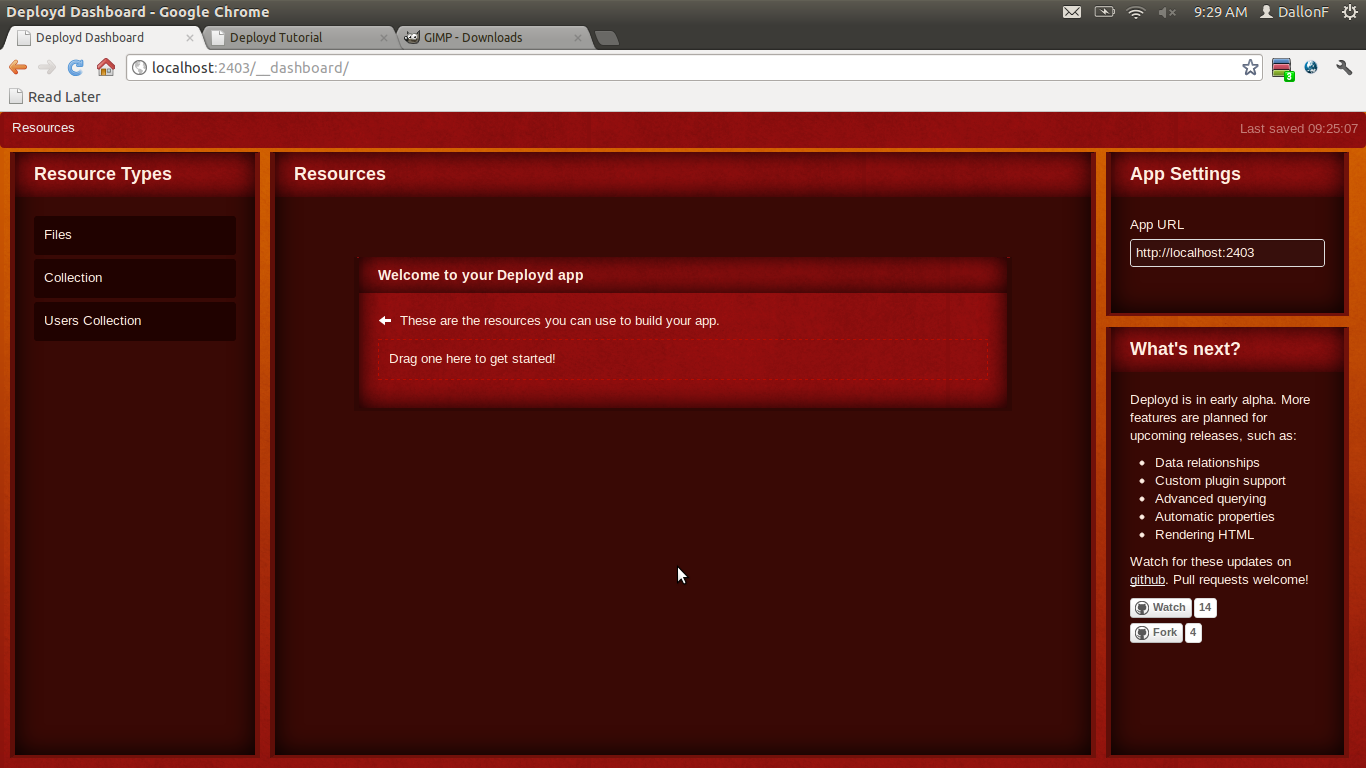 Deployd Dashboard - Google Chrome
9:29 AM DallonF
Deployd Dashboard
Deployd Tutorial
GIMP - Downloads
localhost:2403/__dashboard/
3
Read Later
Resources
Last saved 09:25:07
Resource Types
Files
Collection
Users Collection
Resources
Welcome to your Deployd app
These are the resources you can use to build your app.
Drag one here to get started!
App Settings
App URL
http://localhost:2403
What's next?
Deployd is in early alpha. More
features are planned for
upcoming releases, such as:
Data relationships
Custom plugin support
Advanced querying
Automatic properties
Rendering HTML
Watch for these updates on
github. Pull requests welcome!
Watch 14
Fork 4